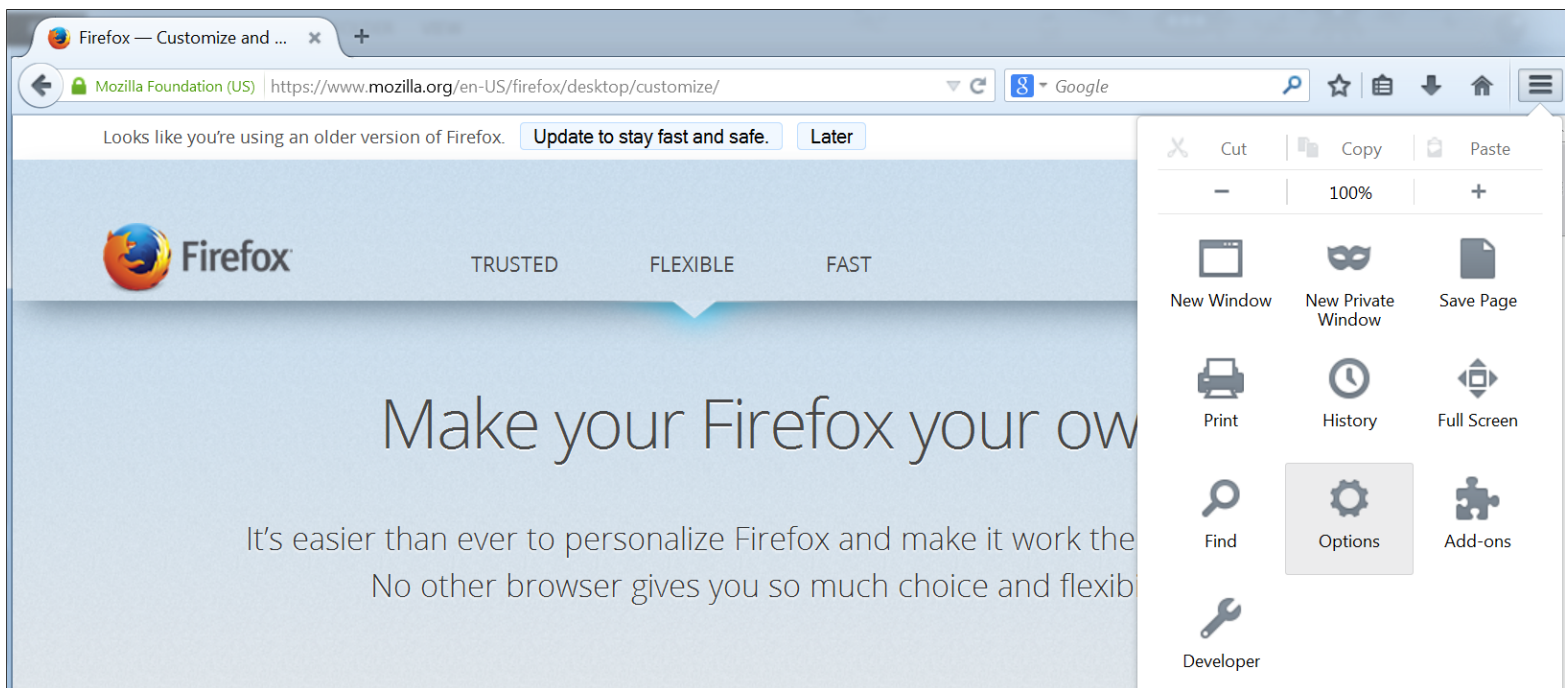 Firefox — Customize and ...
Mozilla Foundation (US) https://www.mozilla.org/en-US/firefox/desktop/customize/ Google
Looks like you're using an older version of Firefox. Update to stay fast and safe. Later
Firefox
TRUSTED FLEXIBLE FAST
Make your Firefox your ow
It's easier than ever to personalize Firefox and make it work the
No other browser gives you so much choice and flexibi
Cut Copy Paste
− 100% +
New Window New Private Save Page
Window
Print History Full Screen
Find Options Add-ons
Developer